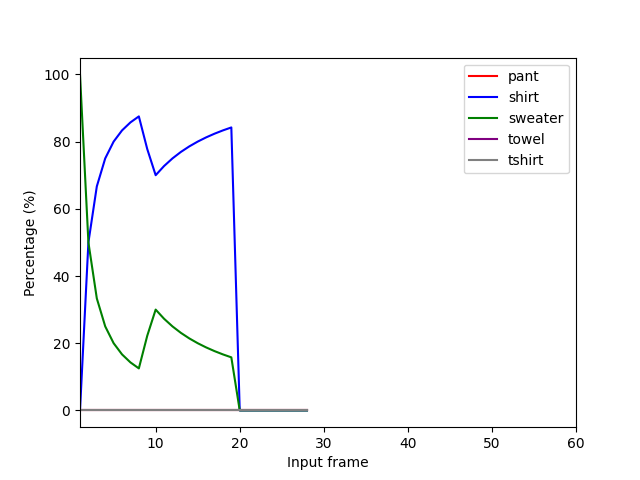 100
80
60
40
20
0
Percentage (%)
10 20 30 40 50 60
Input frame
pant
shirt
sweater
towel
tshirt